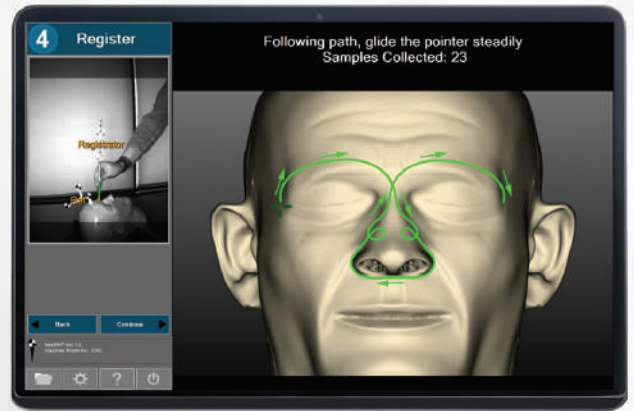 4 Register
Following path, glide the pointer steadily
Samples Collected: 23
Registrator
Back
Continue
?